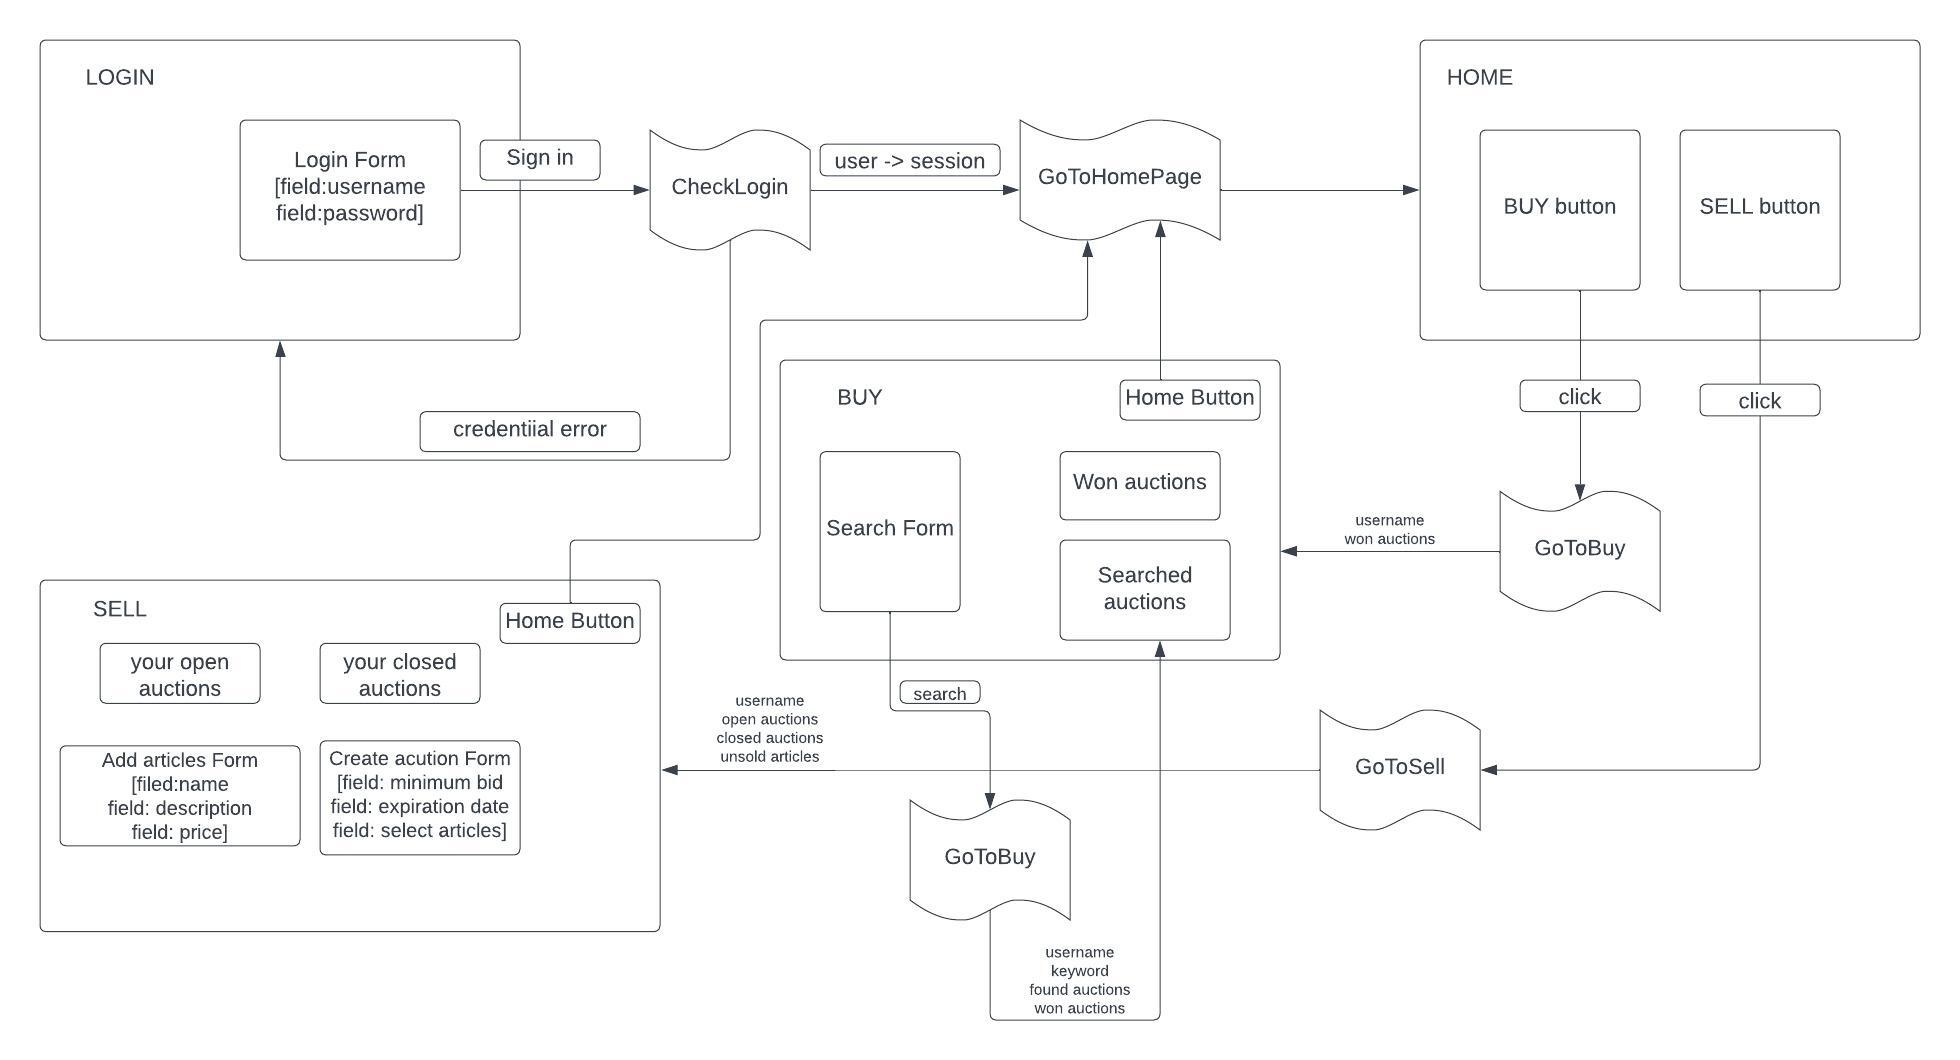 LOGIN
Login Form
[field:username
field:password]
Sign in
CheckLogin
user -> session
GoToHomePage
HOME
BUY button
SELL button
click
click
credentiial error
BUY
Home Button
Search Form
Won auctions
Searched
auctions
username
won auctions
GoToBuy
SELL
Home Button
your open
auctions
your closed
auctions
Add articles Form
[filed:name
field: description
field: price]
Create acution Form
[field: minimum bid
field: expiration date
field: select articles]
search
username
open auctions
closed auctions
unsold articles
GoToSell
GoToBuy
username
keyword
found auctions
won auctions